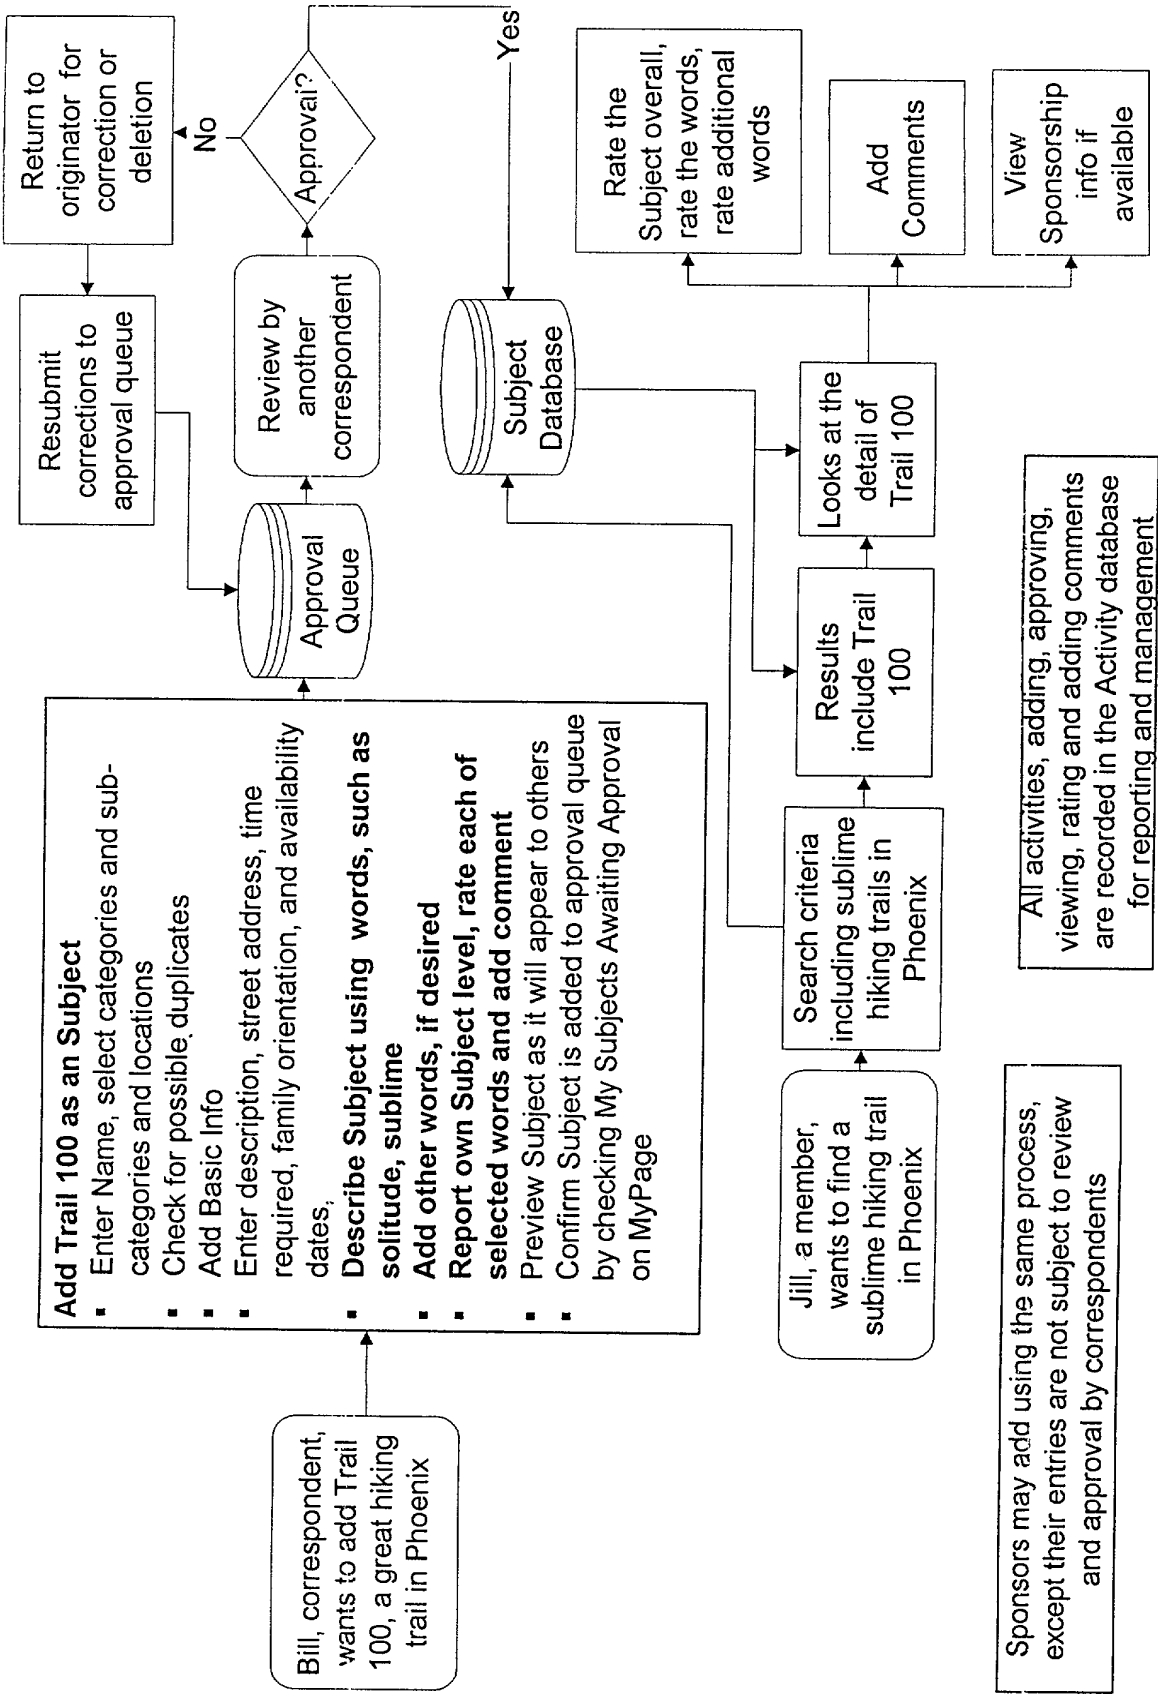 Bill, correspondent,
wants to add Trail
100, a great hiking
trail in Phoenix
Add Trail 100 as an Subject
▪ Enter Name, select categories and sub-
categories and locations
▪ Check for possible duplicates
▪ Add Basic Info
▪ Enter description, street address, time
required, family orientation, and availability
dates,
▪ Describe Subject using words, such as
solitude, sublime
▪ Add other words, if desired
▪ Report own Subject level, rate each of
selected words and add comment
▪ Preview Subject as it will appear to others
▪ Confirm Subject is added to approval queue
by checking My Subjects Awaiting Approval
on MyPage
Approval
Queue
Review by
another
correspondent
Approval?
No
Return to
originator for
correction or
deletion
Resubmit
corrections to
approval queue
Yes
Subject
Database
Jill, a member,
wants to find a
sublime hiking trail
in Phoenix
Search criteria
including sublime
hiking trails in
Phoenix
Results
include Trail
100
Looks at the
detail of
Trail 100
Rate the
Subject overall,
rate the words,
rate additional
words
Add
Comments
View
Sponsorship
info if
available
Sponsors may add using the same process,
except their entries are not subject to review
and approval by correspondents
All activities, adding, approving,
viewing, rating and adding comments
are recorded in the Activity database
for reporting and management